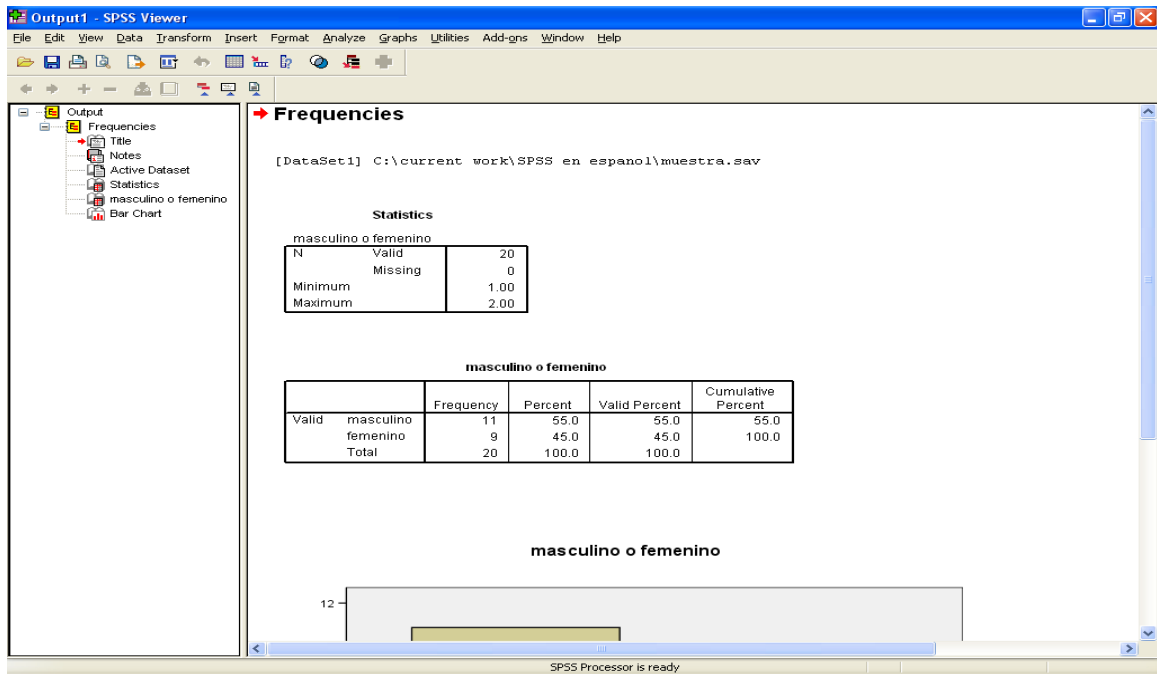 Output1 - SPSS Viewer
File Edit View Data Transform Insert Format Analyze Graphs Utilities Add-ons Window Help
Output
Frequencies
Title
Notes
Active Dataset
Statistics
masculino o femenino
Bar Chart
Frequencies
[DataSet1] C:\current work\SPSS en espanol\muestra.sav
Statistics
masculino o femenino
N Valid 20
Missing 0
Minimum 1.00
Maximum 2.00
masculino o femenino
Frequency Percent Valid Percent Cumulative Percent
Valid masculino 11 55.0 55.0 55.0
femenino 9 45.0 45.0 100.0
Total 20 100.0 100.0
masculino o femenino
12
SPSS Processor is ready